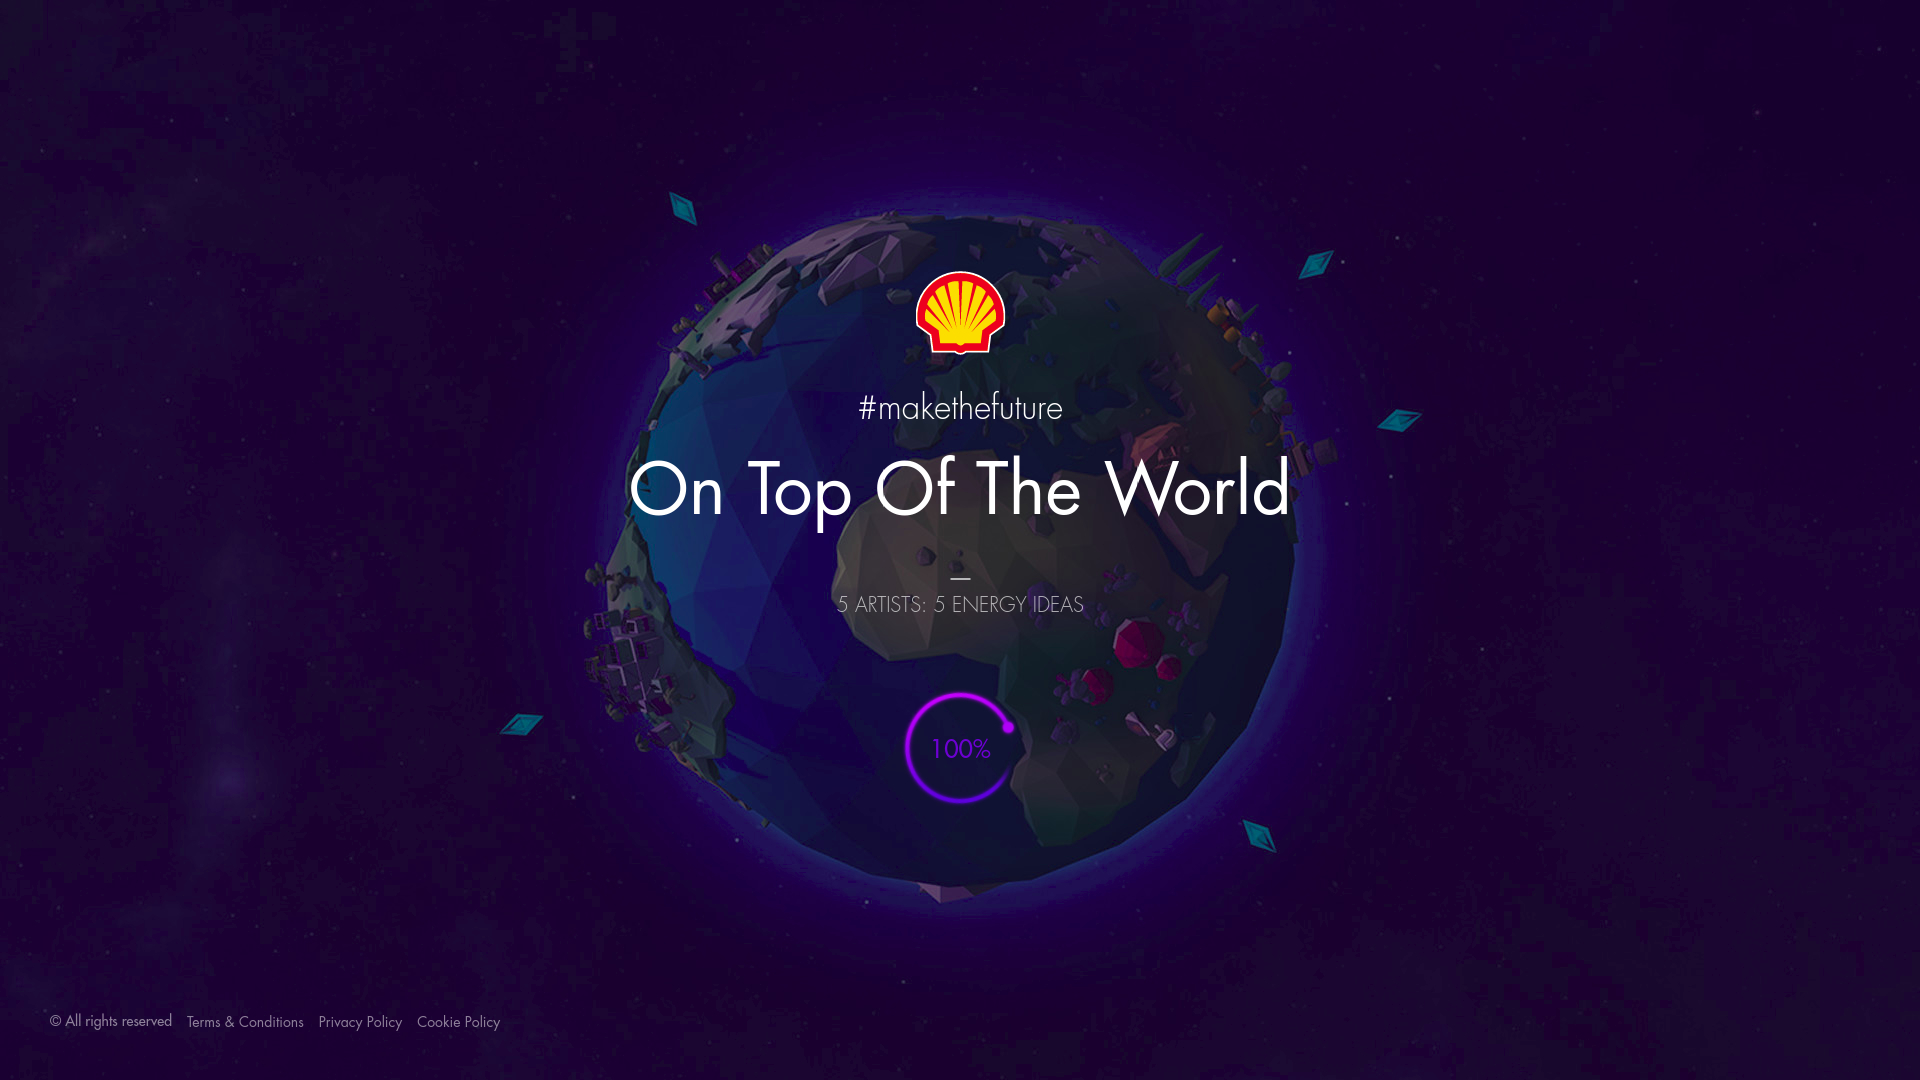 #makethefuture
On Top Of The World
5 ARTISTS: 5 ENERGY IDEAS
100%
© All rights reserved Terms & Conditions Privacy Policy Cookie Policy